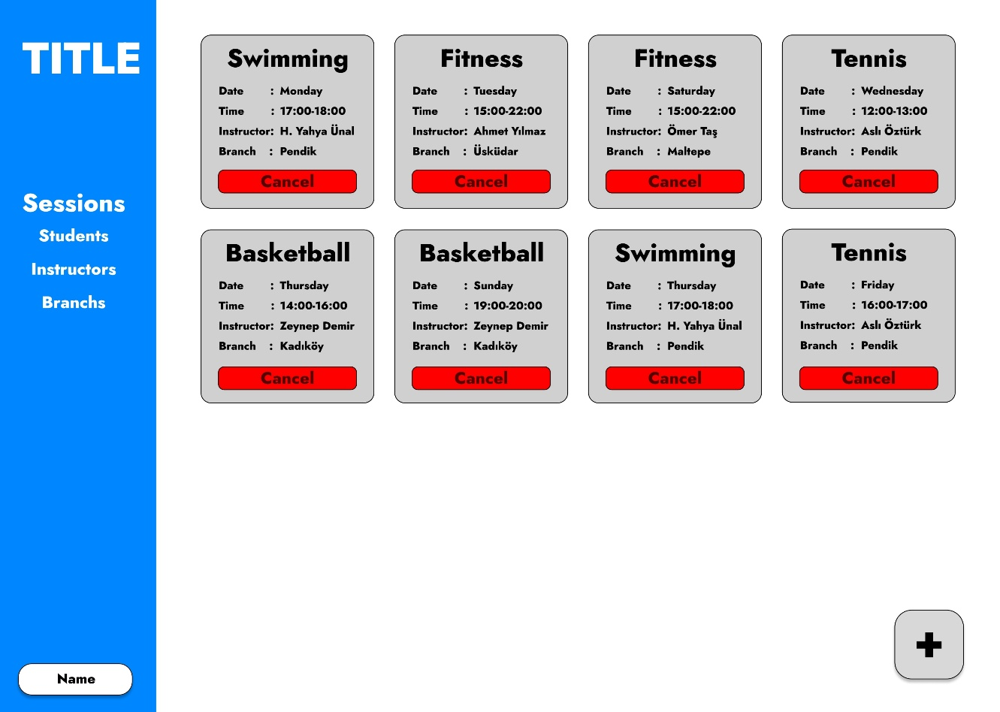 TITLE
Sessions
Students
Instructors
Branchs
Name
Swimming
Date : Monday
Time : 17:00-18:00
Instructor: H. Yahya Ünal
Branch : Pendik
Cancel
Fitness
Date : Tuesday
Time : 15:00-22:00
Instructor: Ahmet Yılmaz
Branch : Üsküdar
Cancel
Fitness
Date : Saturday
Time : 15:00-22:00
Instructor: Ömer Taş
Branch : Maltepe
Cancel
Tennis
Date : Wednesday
Time : 12:00-13:00
Instructor: Aslı Öztürk
Branch : Pendik
Cancel
Basketball
Date : Thursday
Time : 14:00-16:00
Instructor: Zeynep Demir
Branch : Kadıköy
Cancel
Basketball
Date : Sunday
Time : 19:00-20:00
Instructor: Zeynep Demir
Branch : Kadıköy
Cancel
Swimming
Date : Thursday
Time : 17:00-18:00
Instructor: H. Yahya Ünal
Branch : Pendik
Cancel
Tennis
Date : Friday
Time : 16:00-17:00
Instructor: Aslı Öztürk
Branch : Pendik
Cancel
+